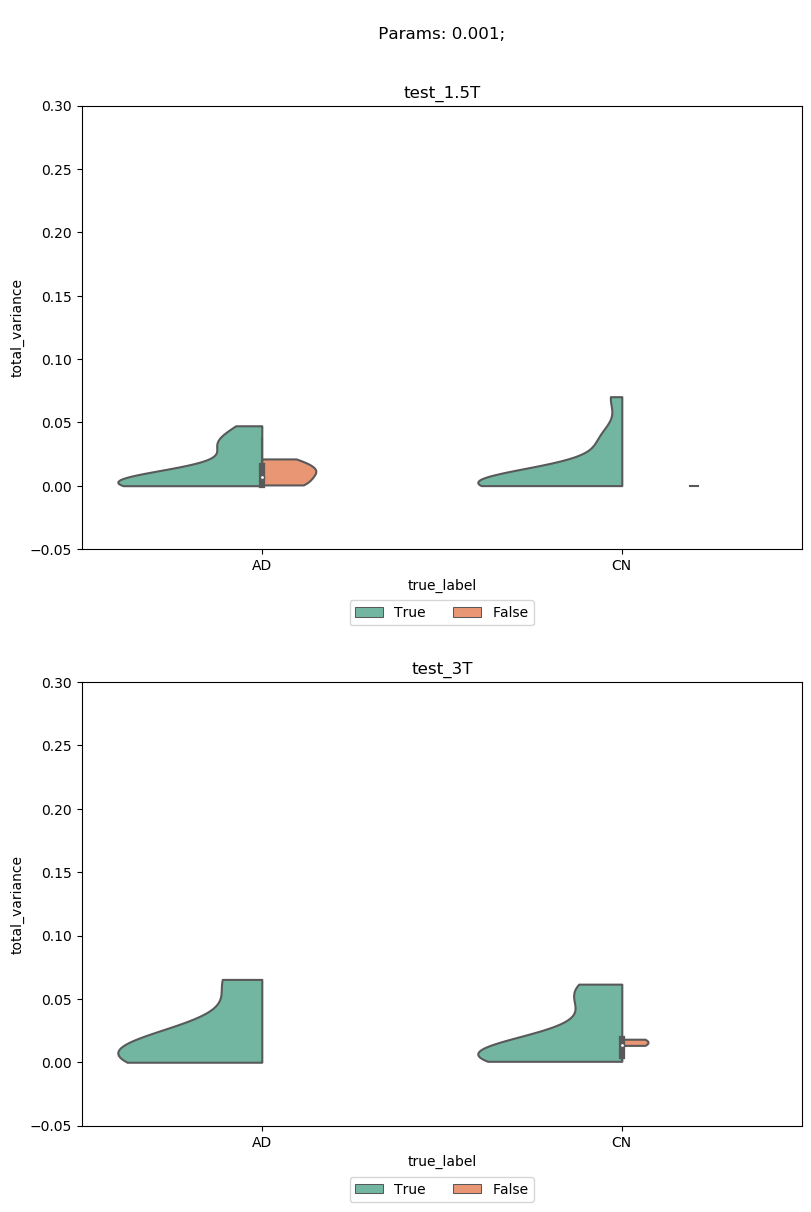 Params: 0.001;
test_1.5T
0.30
0.25
0.20
0.15
0.10
0.05
0.00
−0.05
total_variance
AD CN
true_label
True False
test_3T
0.30
0.25
0.20
0.15
0.10
0.05
0.00
−0.05
total_variance
AD CN
true_label
True False